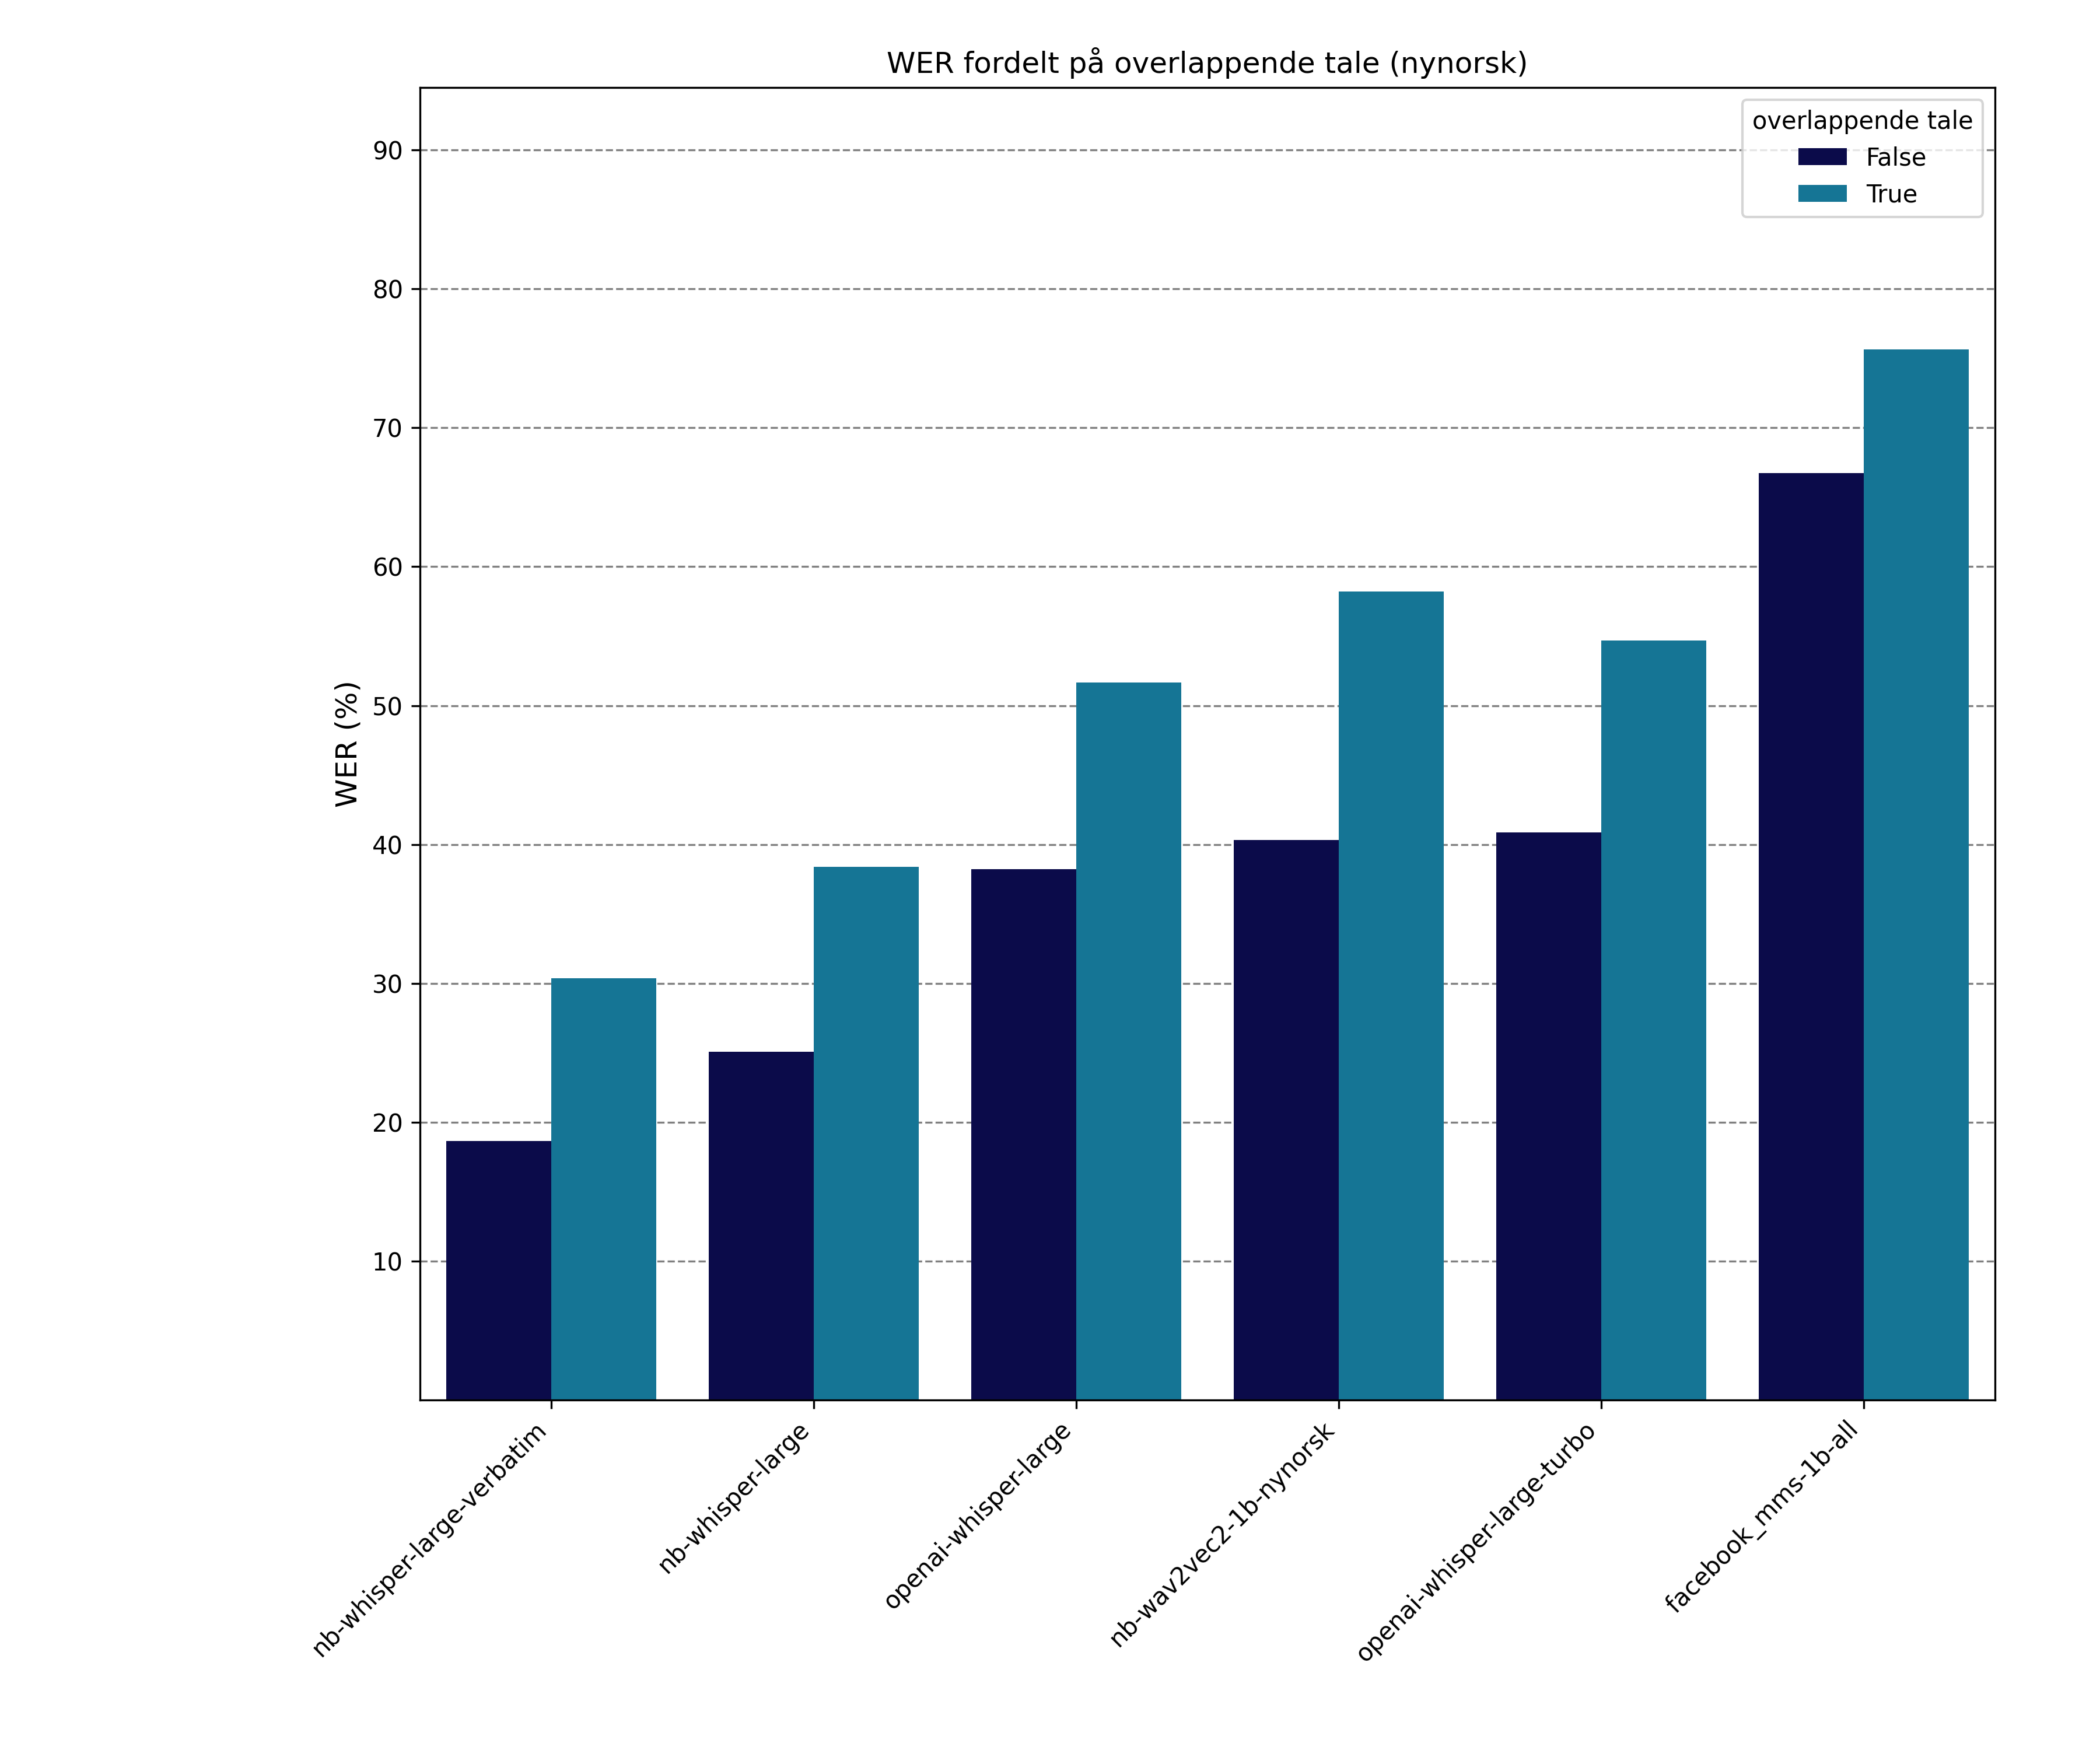 WER fordelt på overlappende tale (nynorsk)
overlappende tale
False
True
WER (%)
90
80
70
60
50
40
30
20
10
nb-whisper-large-verbatim
nb-whisper-large
openai-whisper-large
nb-wav2vec2-1b-nynorsk
openai-whisper-large-turbo
facebook_mms-1b-all